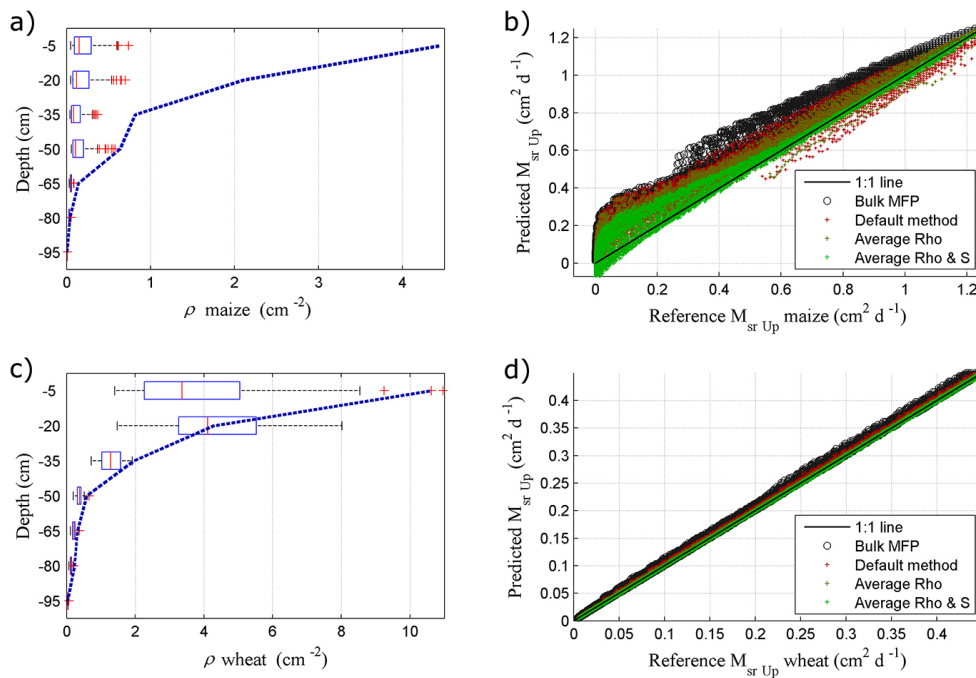 a)
-5
-20
-35
-50
-65
-80
-95
Depth (cm)
0 1 2 3 4
ρ maize (cm -2)
b)
1.2
1
0.8
0.6
0.4
0.2
0
Predicted M sr Up (cm2 d-1)
1:1 line
Bulk MFP
Default method
Average Rho
Average Rho & S
0 0.2 0.4 0.6 0.8 1 1.2
Reference M sr Up maize (cm2 d-1)
c)
-5
-20
-35
-50
-65
-80
-95
Depth (cm)
0 2 4 6 8 10
ρ wheat (cm -2)
d)
0.45
0.4
0.35
0.3
0.25
0.2
0.15
0.1
0.05
0
Predicted M sr Up (cm2 d-1)
1:1 line
Bulk MFP
Default method
Average Rho
Average Rho & S
0 0.05 0.1 0.15 0.2 0.25 0.3 0.35 0.4
Reference M sr Up wheat (cm2 d-1)